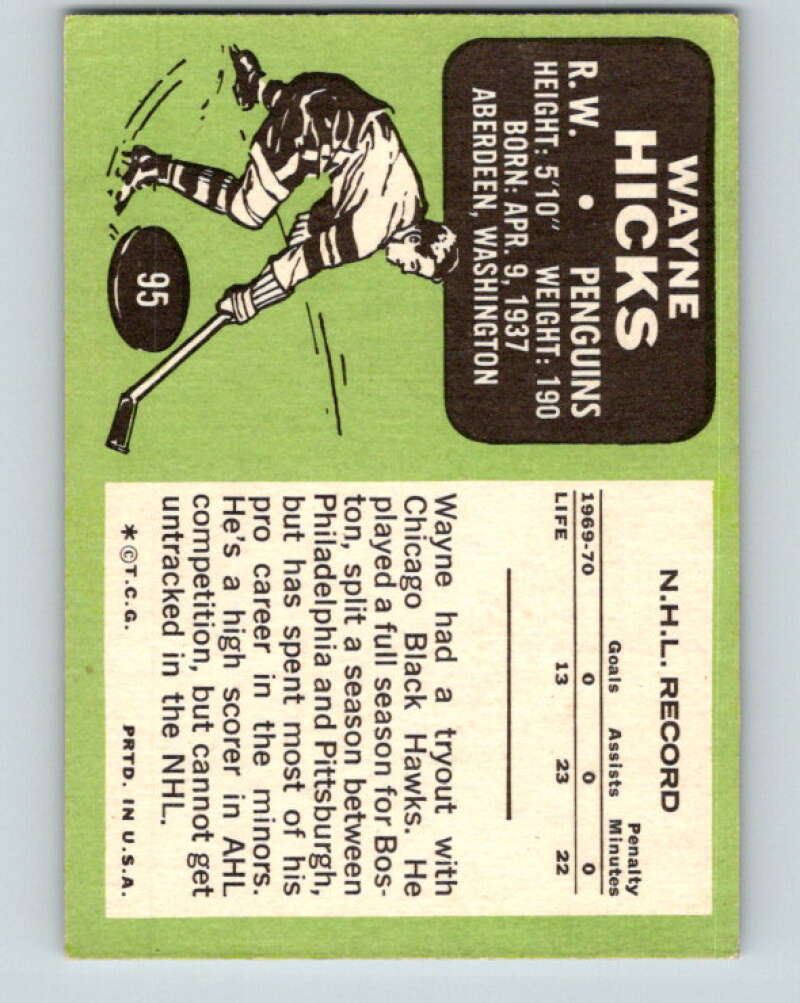 WAYNE
HICKS
R.W. • PENGUINS
HEIGHT: 5'10" WEIGHT: 190
BORN: APR. 9, 1937
ABERDEEN, WASHINGTON
95
N.H.L. RECORD
Goals Assists Penalty Minutes
1969-70 0 0 0
LIFE 13 23 22
Wayne had a tryout with
Chicago Black Hawks. He
played a full season for Bos-
ton, split a season between
Philadelphia and Pittsburgh,
but has spent most of his
pro career in the minors.
He's a high scorer in AHL
competition, but cannot get
untracked in the NHL.
* © T.C.G. PRTD. IN U.S.A.